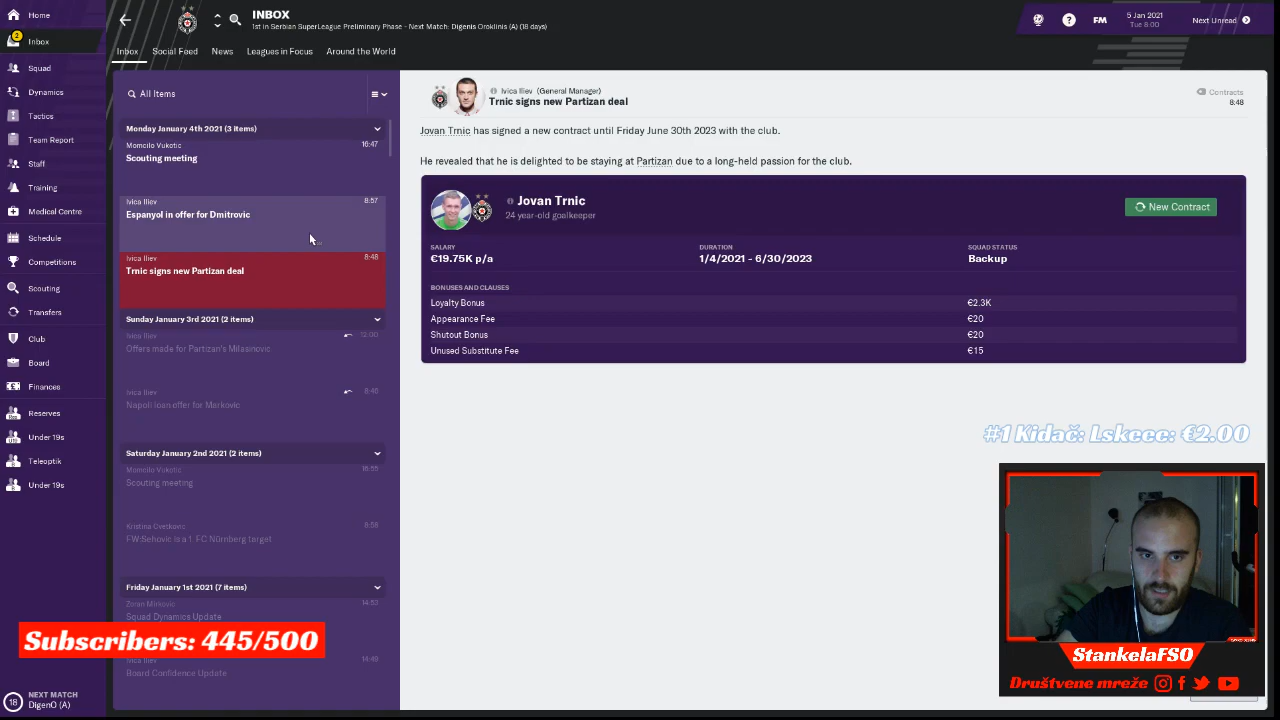 Home
2
Inbox
Squad
Dynamics
Tactics
Team Report
Staff
Training
Medical Centre
Schedule
Competitions
Scouting
Transfers
Club
Board
Finances
Reserves
Under 19s
Teleoptik
Under 19s
18 NEXT MATCH
DigenO (A)
INBOX
1st in Serbian SuperLeague Preliminary Phase - Next Match: Digenis Oroklinis (A) (18 days)
FM
5 Jan 2021
Tue 8:00
Next Unread
Inbox Social Feed News Leagues in Focus Around the World
All Items
Monday January 4th 2021 (3 items)
Momcilo Vukotic 16:47
Scouting meeting
Ivica Iliev 8:57
Espanyol in offer for Dmitrovic
Ivica Iliev 8:48
Trnic signs new Partizan deal
Sunday January 3rd 2021 (2 items)
Ivica Iliev 12:00
Offers made for Partizan's Milasinovic
Ivica Iliev 8:45
Napoli loan offer for Markovic
Saturday January 2nd 2021 (2 items)
Momcilo Vukotic 16:55
Scouting meeting
Kristina Cvetkovic 8:58
FW:Sehovic is a 1. FC Nürnberg target
Friday January 1st 2021 (7 items)
Zoran Mirkovic 14:53
Squad Dynamics Update
Ivica Iliev 14:49
Board Confidence Update
Subscribers: 445/500
Ivica Iliev (General Manager)
Trnic signs new Partizan deal
Contracts
8:48
Jovan Trnic has signed a new contract until Friday June 30th 2023 with the club.
He revealed that he is delighted to be staying at Partizan due to a long-held passion for the club.
Jovan Trnic
24 year-old goalkeeper
New Contract
SALARY DURATION SQUAD STATUS
€19.75K p/a 1/4/2021 - 6/30/2023 Backup
BONUSES AND CLAUSES
Loyalty Bonus €2.3K
Appearance Fee €20
Shutout Bonus €20
Unused Substitute Fee €15
#1 Kidač: Lskeee: €2.00
StankelaFSO
Društvene mreže